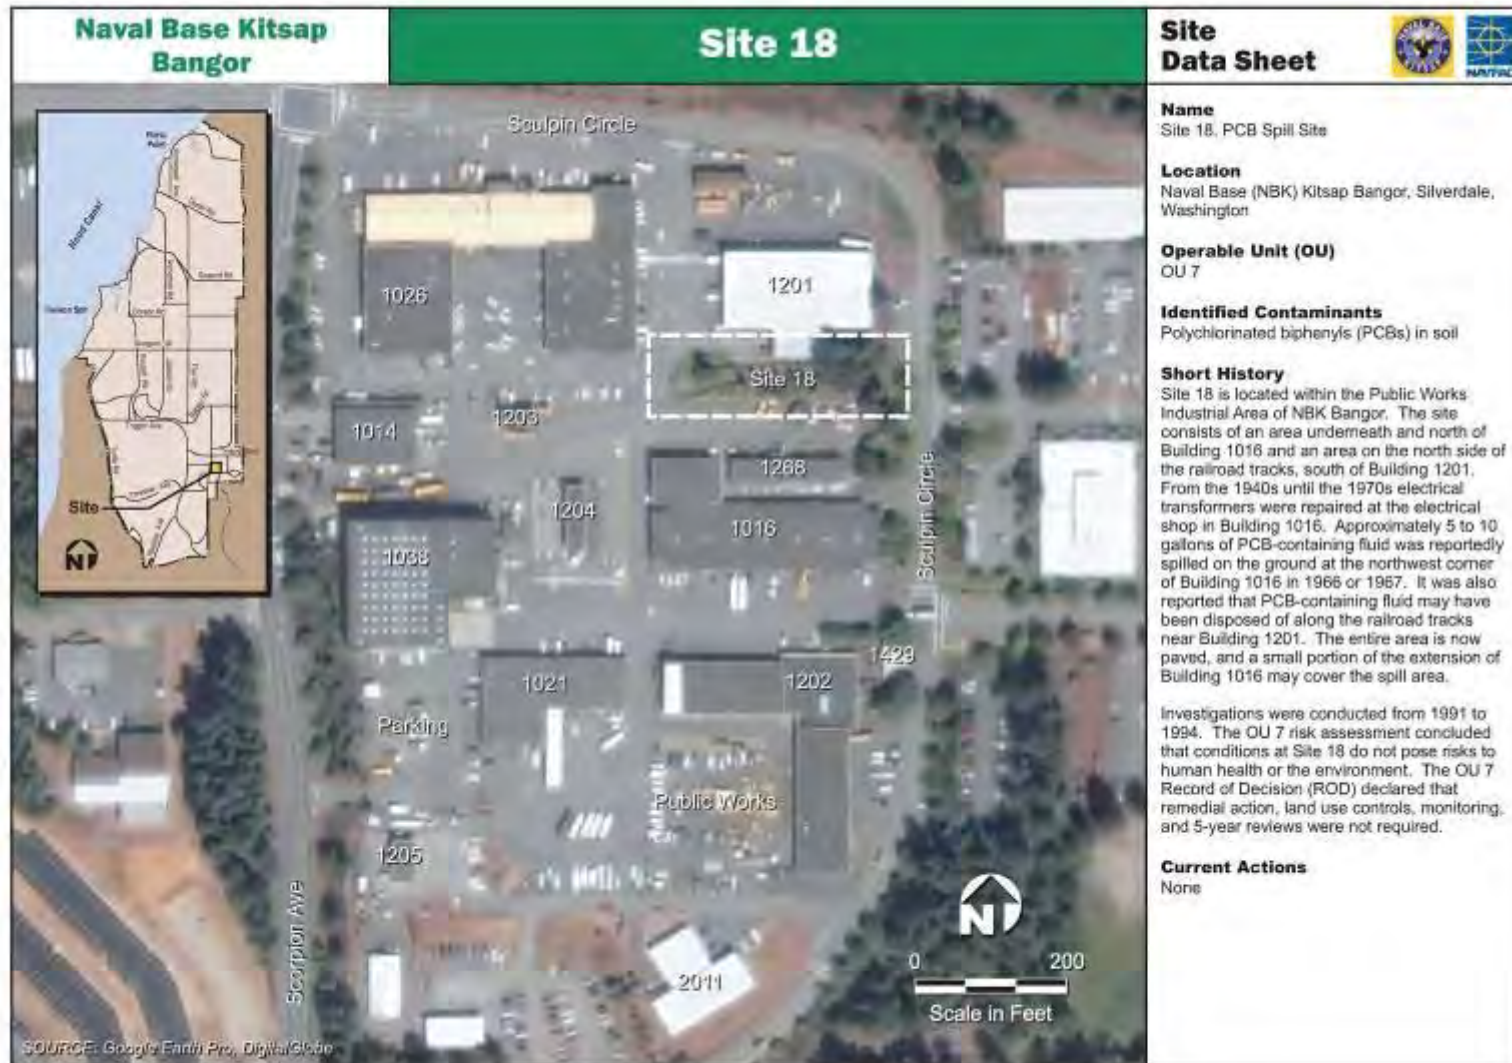 Naval Base Kitsap
Bangor
Site 18
Site
Data Sheet
Name
Site 18, PCB Spill Site
Location
Naval Base (NBK) Kitsap Bangor, Silverdale,
Washington
Operable Unit (OU)
OU 7
Identified Contaminants
Polychlorinated biphenyls (PCBs) in soil
Short History
Site 18 is located within the Public Works
Industrial Area of NBK Bangor. The site
consists of an area underneath and north of
Building 1016 and an area on the north side of
the railroad tracks, south of Building 1201.
From the 1940s until the 1970s electrical
transformers were repaired at the electrical
shop in Building 1016. Approximately 5 to 10
gallons of PCB-containing fluid was reportedly
spilled on the ground at the northwest corner
of Building 1016 in 1966 or 1967. It was also
reported that PCB-containing fluid may have
been disposed of along the railroad tracks
near Building 1201. The entire area is now
paved, and a small portion of the extension of
Building 1016 may cover the spill area.
Investigations were conducted from 1991 to
1994. The OU 7 risk assessment concluded
that conditions at Site 18 do not pose risks to
human health or the environment. The OU 7
Record of Decision (ROD) declared that
remedial action, land use controls, monitoring,
and 5-year reviews were not required.
Current Actions
None
Sculpin Circle
Hood Canal
Site
N
1026
1201
Site 18
1203
1014
1268
1204
1016
1038
Sculpin Circle
1429
1021
1202
Parking
Public Works
1205
Scorpion Ave
2011
N
0 200
Scale in Feet
SOURCE: Google Earth Pro, DigitalGlobe